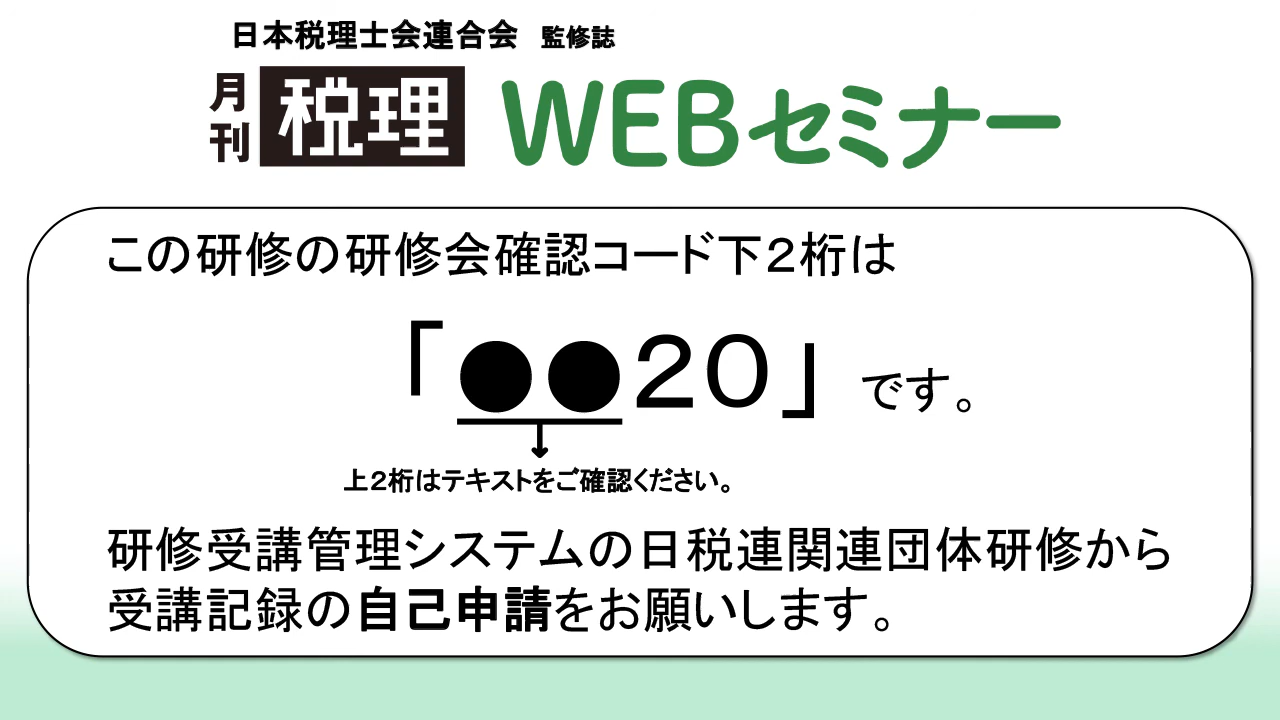 日本税理士会連合会 監修誌
月刊 税理 WEBセミナー
この研修の研修会確認コード下２桁は
「●●２０」です。
上２桁はテキストをご確認ください。
研修受講管理システムの日税連関連団体研修から
受講記録の自己申請をお願いします。